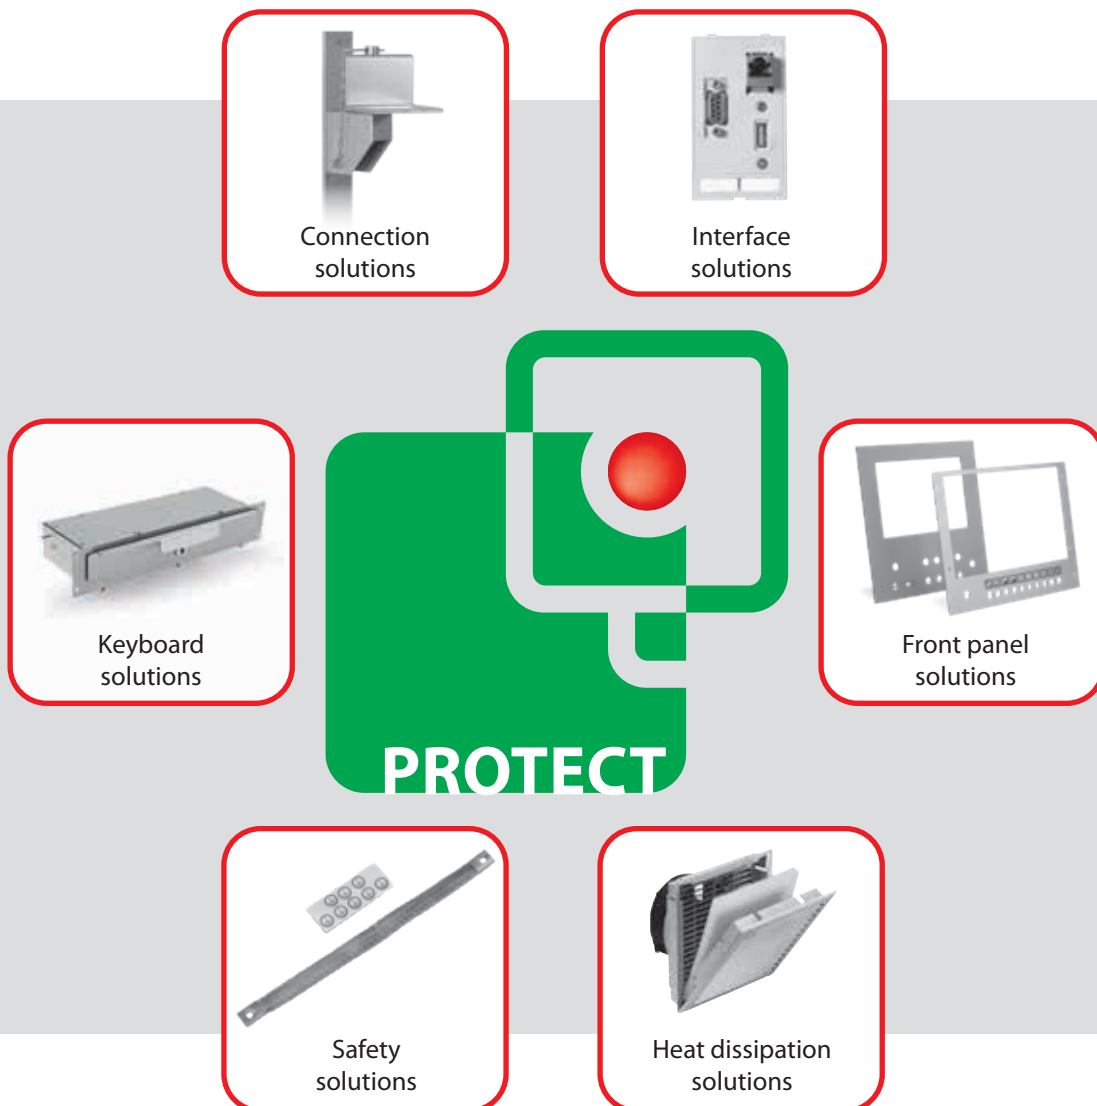 Connection
solutions
Interface
solutions
Keyboard
solutions
Front panel
solutions
PROTECT
Safety
solutions
Heat dissipation
solutions